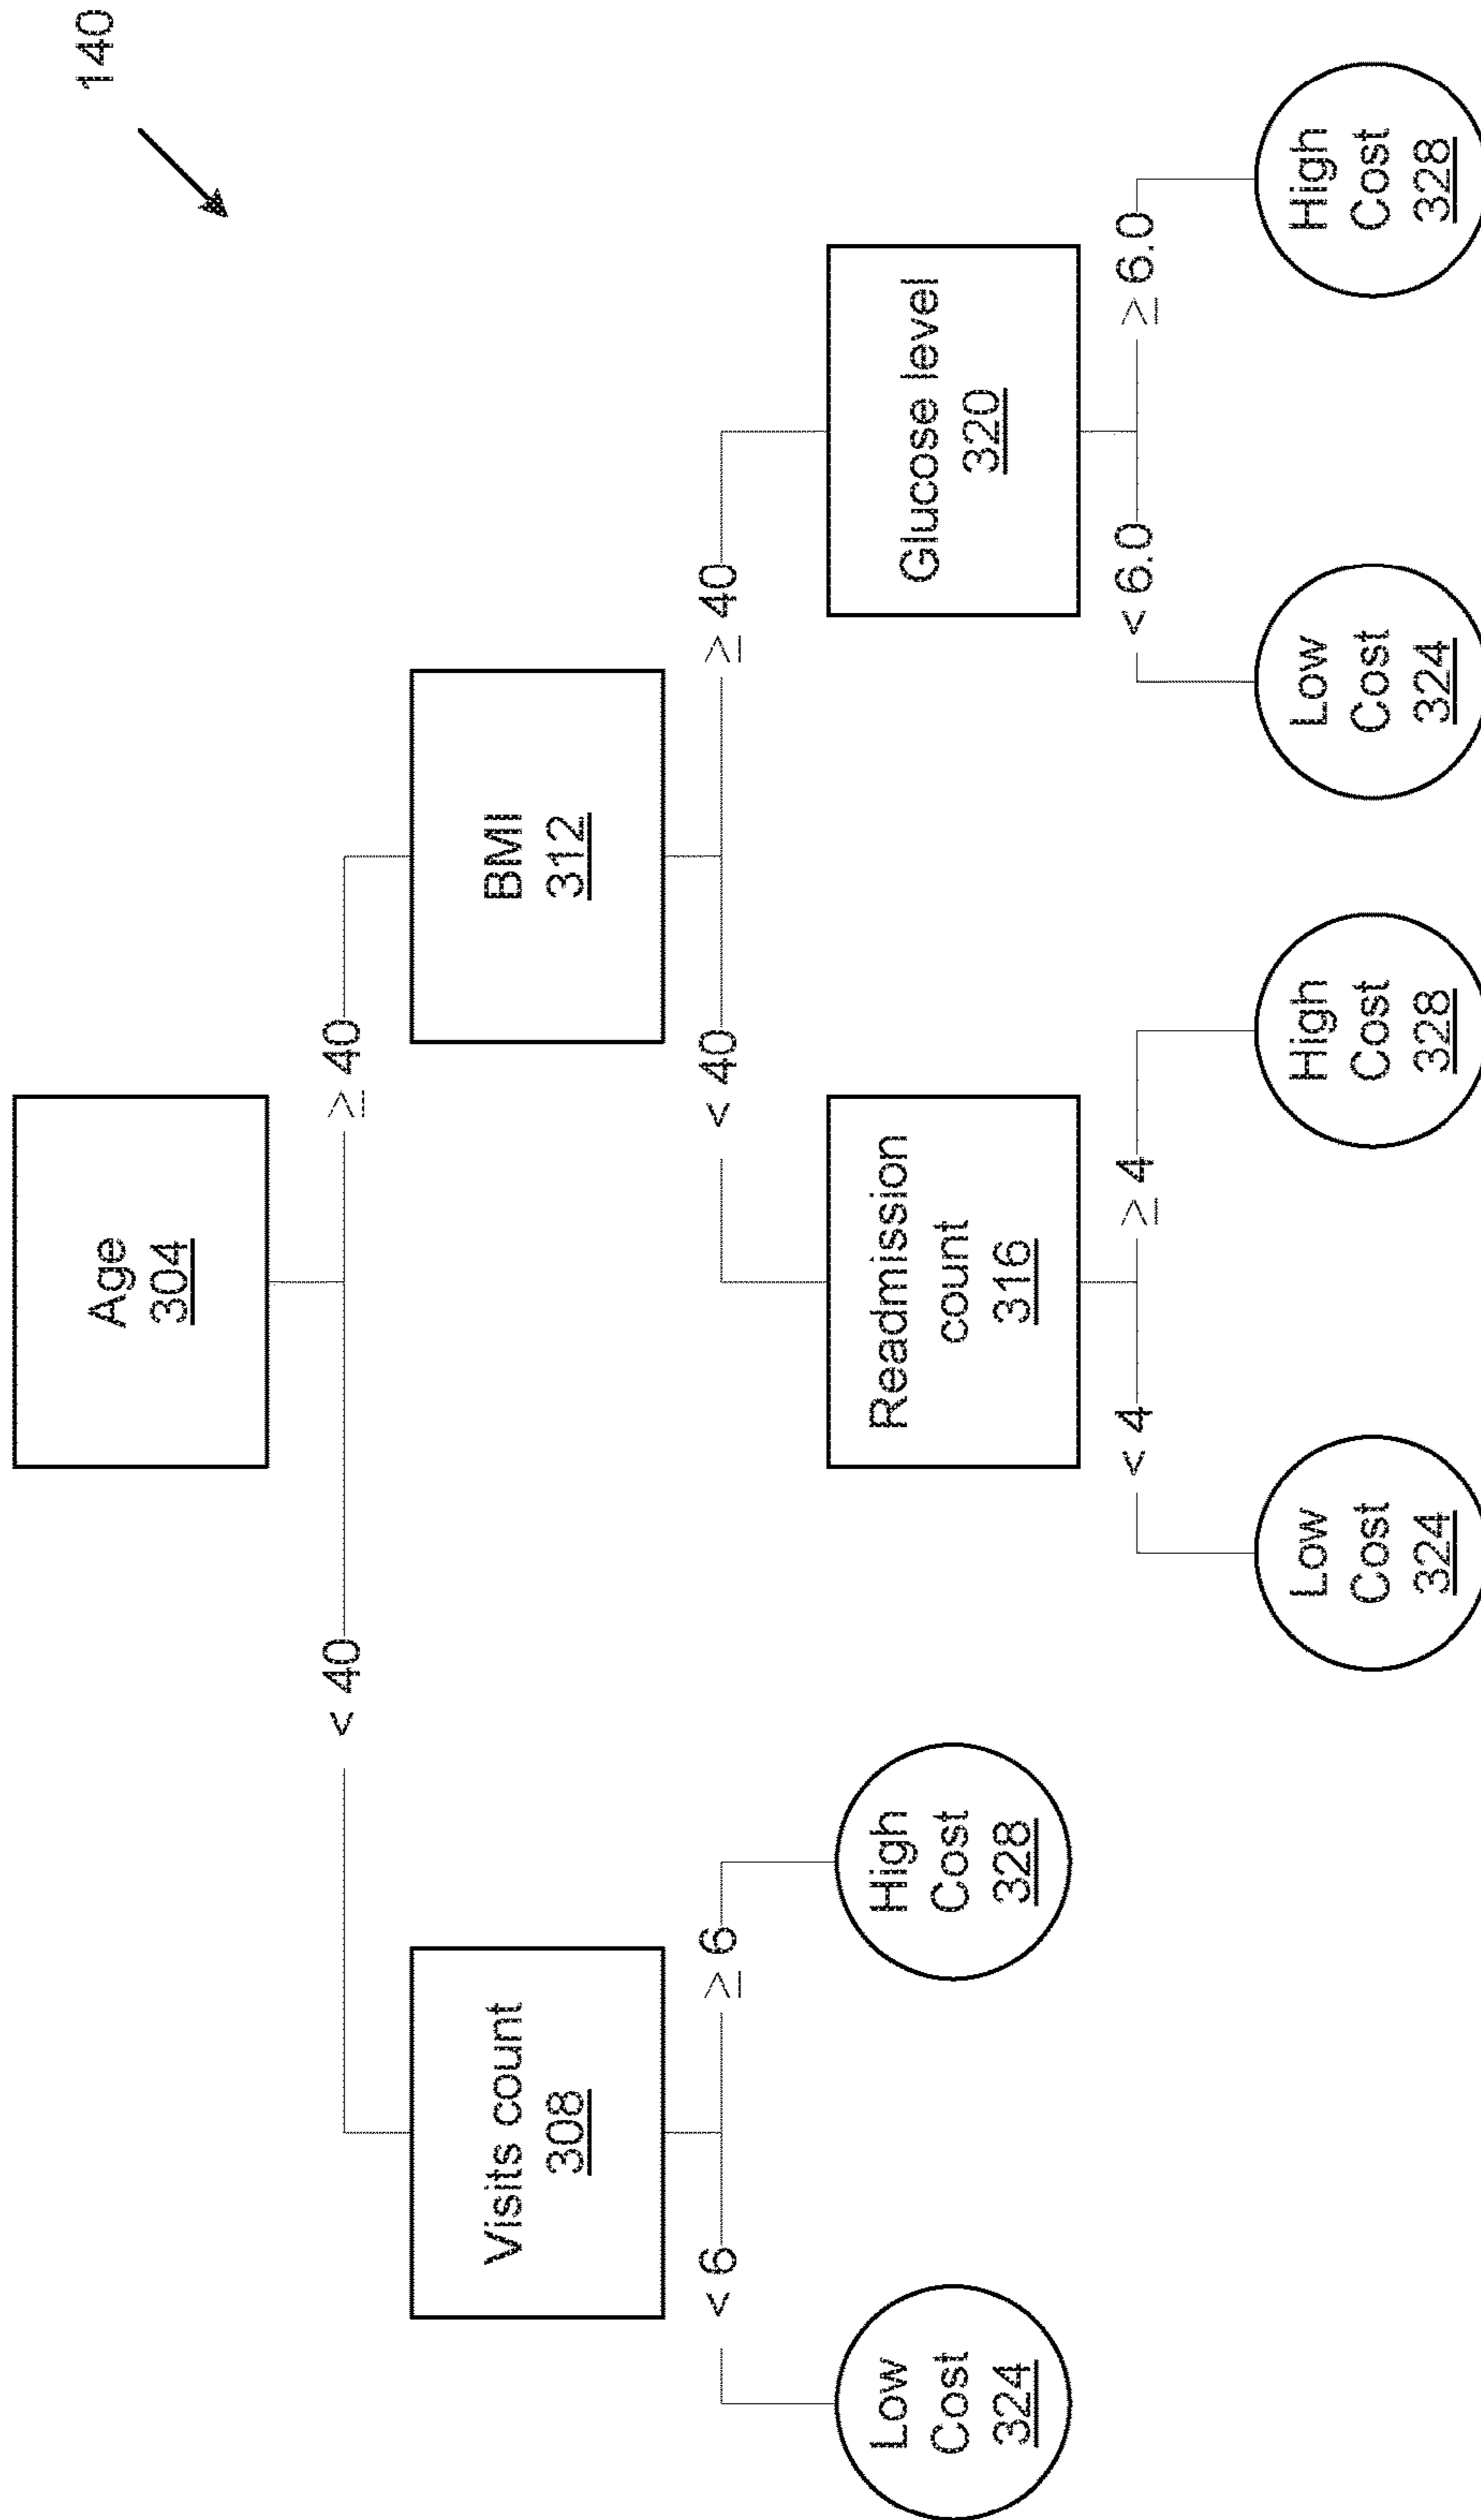 140
Age
304
< 40
≥ 40
Visits count
308
BMI
312
< 6
≥ 6
< 40
≥ 40
Low
Cost
324
High
Cost
328
Readmission
count
316
Glucose level
320
< 4
≥ 4
< 6.0
≥ 6.0
Low
Cost
324
High
Cost
328
Low
Cost
324
High
Cost
328